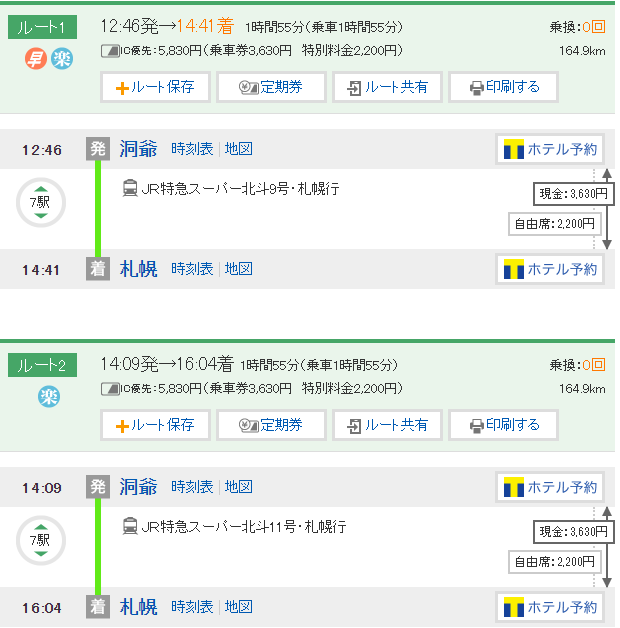 ルート1 12:46発→14:41着 1時間55分(乗車1時間55分) 乗換:0回
早 楽 IC優先:5,830円(乗車券3,630円 特別料金2,200円) 164.9km
ルート保存 定期券 ルート共有 印刷する
12:46 発 洞爺 時刻表 地図 ホテル予約
7駅 JR特急スーパー北斗9号・札幌行 現金:3,630円
自由席:2,200円
14:41 着 札幌 時刻表 地図 ホテル予約
ルート2 14:09発→16:04着 1時間55分(乗車1時間55分) 乗換:0回
楽 IC優先:5,830円(乗車券3,630円 特別料金2,200円) 164.9km
ルート保存 定期券 ルート共有 印刷する
14:09 発 洞爺 時刻表 地図 ホテル予約
7駅 JR特急スーパー北斗11号・札幌行 現金:3,630円
自由席:2,200円
16:04 着 札幌 時刻表 地図 ホテル予約